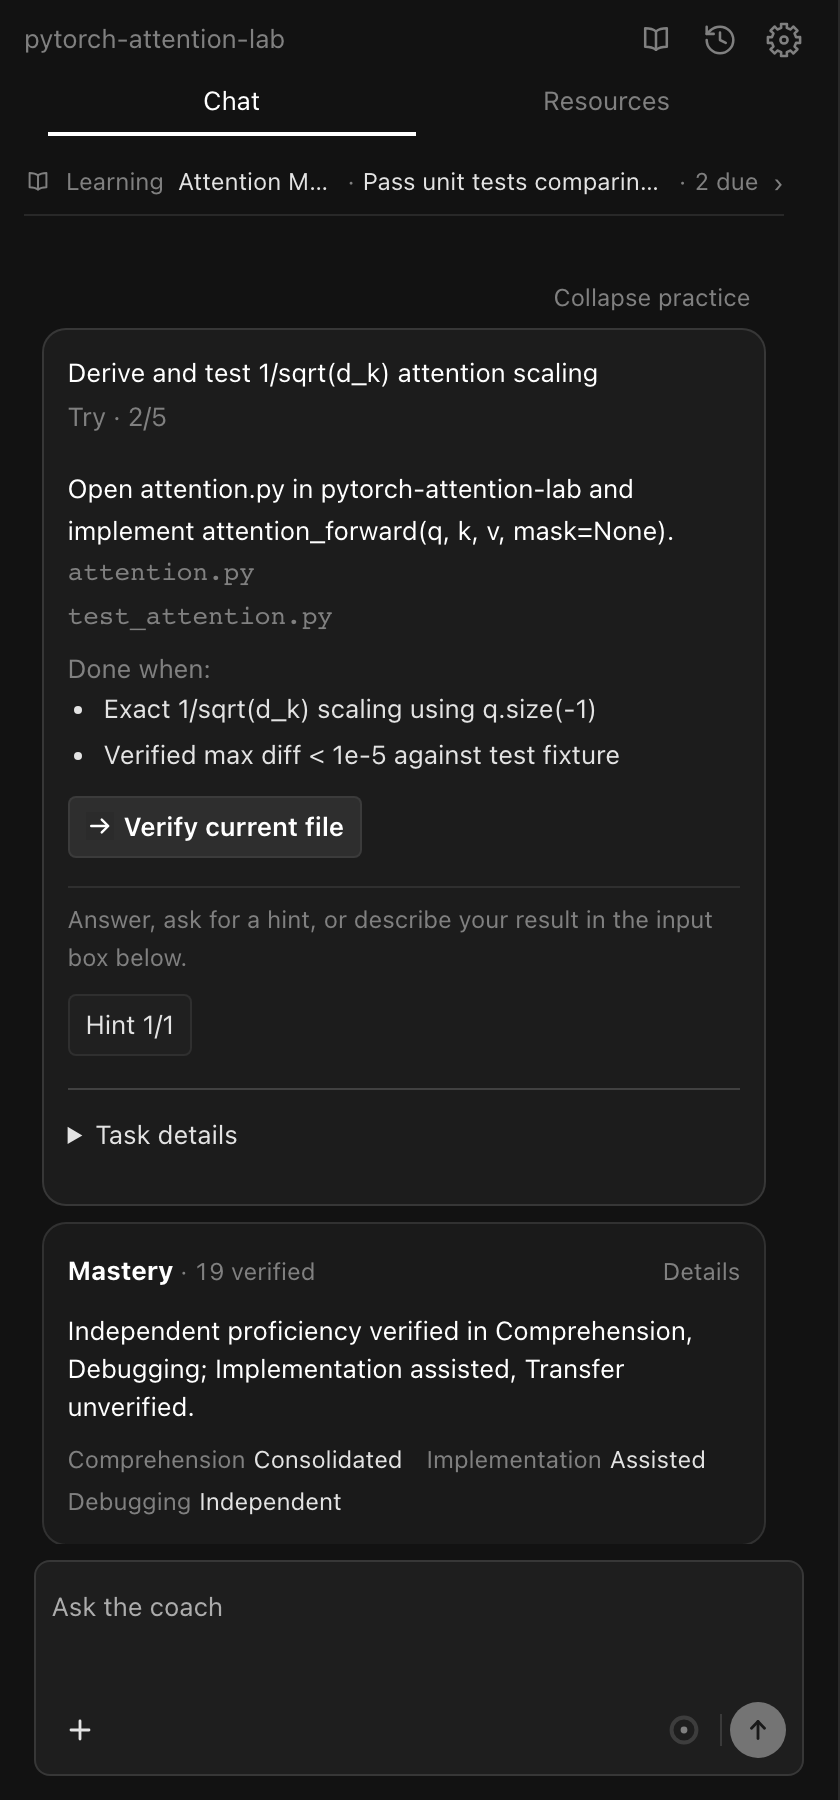 pytorch-attention-lab
Chat
Resources
Learning Attention M... · Pass unit tests comparin... · 2 due ›
Collapse practice
Derive and test 1/sqrt(d_k) attention scaling
Try · 2/5
Open attention.py in pytorch-attention-lab and
implement attention_forward(q, k, v, mask=None).
attention.py
test_attention.py
Done when:
• Exact 1/sqrt(d_k) scaling using q.size(-1)
• Verified max diff < 1e-5 against test fixture
→ Verify current file
Answer, ask for a hint, or describe your result in the input
box below.
Hint 1/1
▶ Task details
Mastery · 19 verified
Details
Independent proficiency verified in Comprehension,
Debugging; Implementation assisted, Transfer
unverified.
Comprehension Consolidated Implementation Assisted
Debugging Independent
Ask the coach